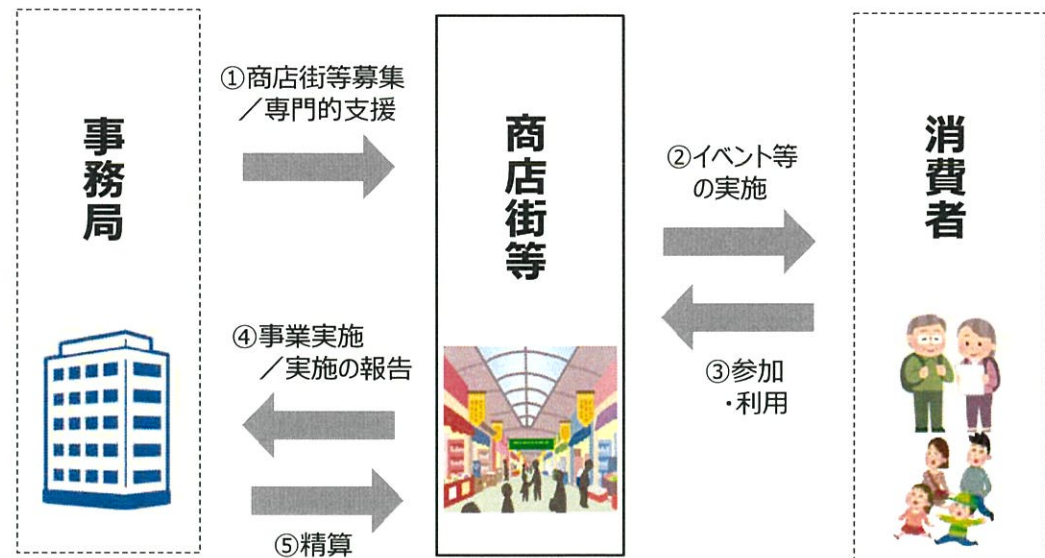 事務局
①商店街等募集
／専門的支援
商店街等
②イベント等
の実施
消費者
③参加
・利用
④事業実施
／実施の報告
⑤精算